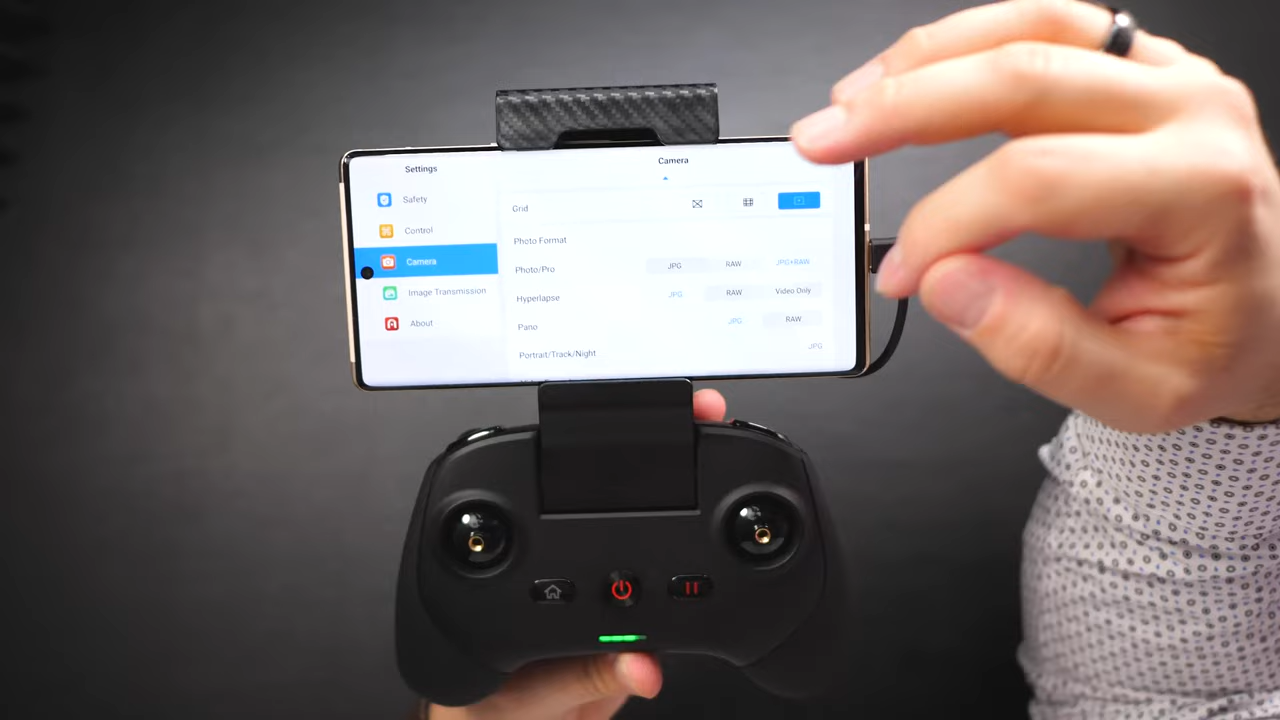 Settings
Safety
Control
Camera
Image Transmission
About
Camera
Grid
Photo Format
Photo/Pro JPG RAW JPG+RAW
Hyperlapse JPG RAW Video Only
Pano JPG RAW
Portrait/Track/Night JPG